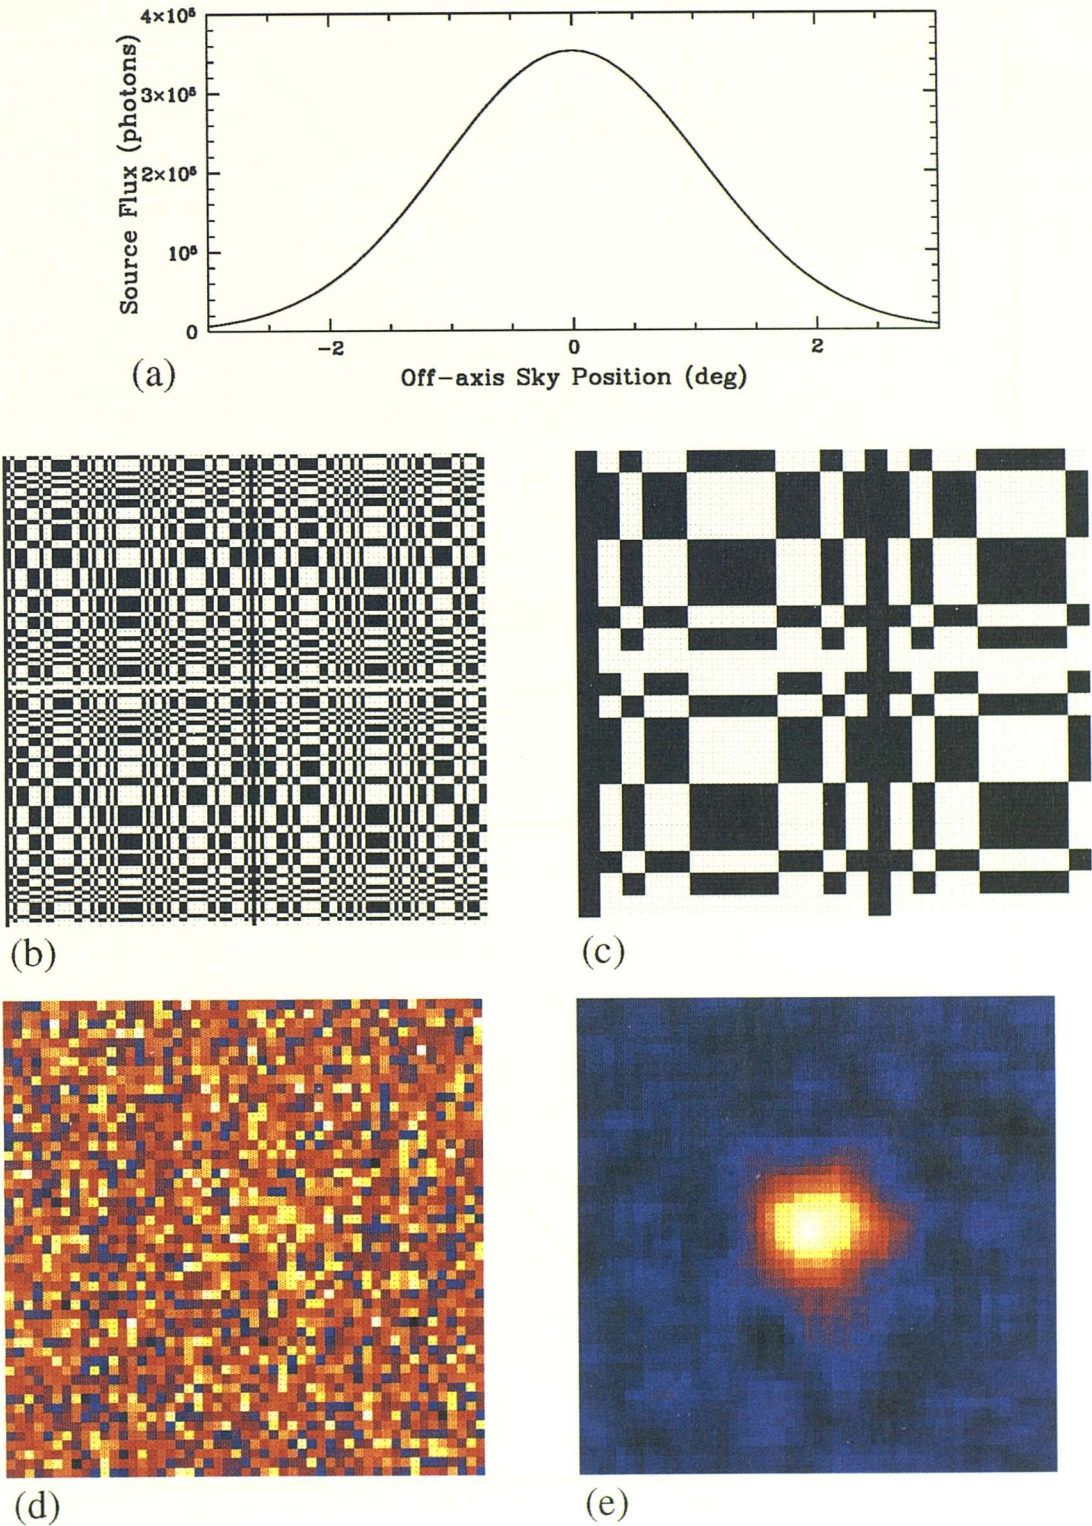 4×10⁵
3×10⁵
2×10⁵
10⁵
0
Source Flux (photons)
−2
0
2
Off−axis Sky Position (deg)
(a)
(b)
(c)
(d)
(e)